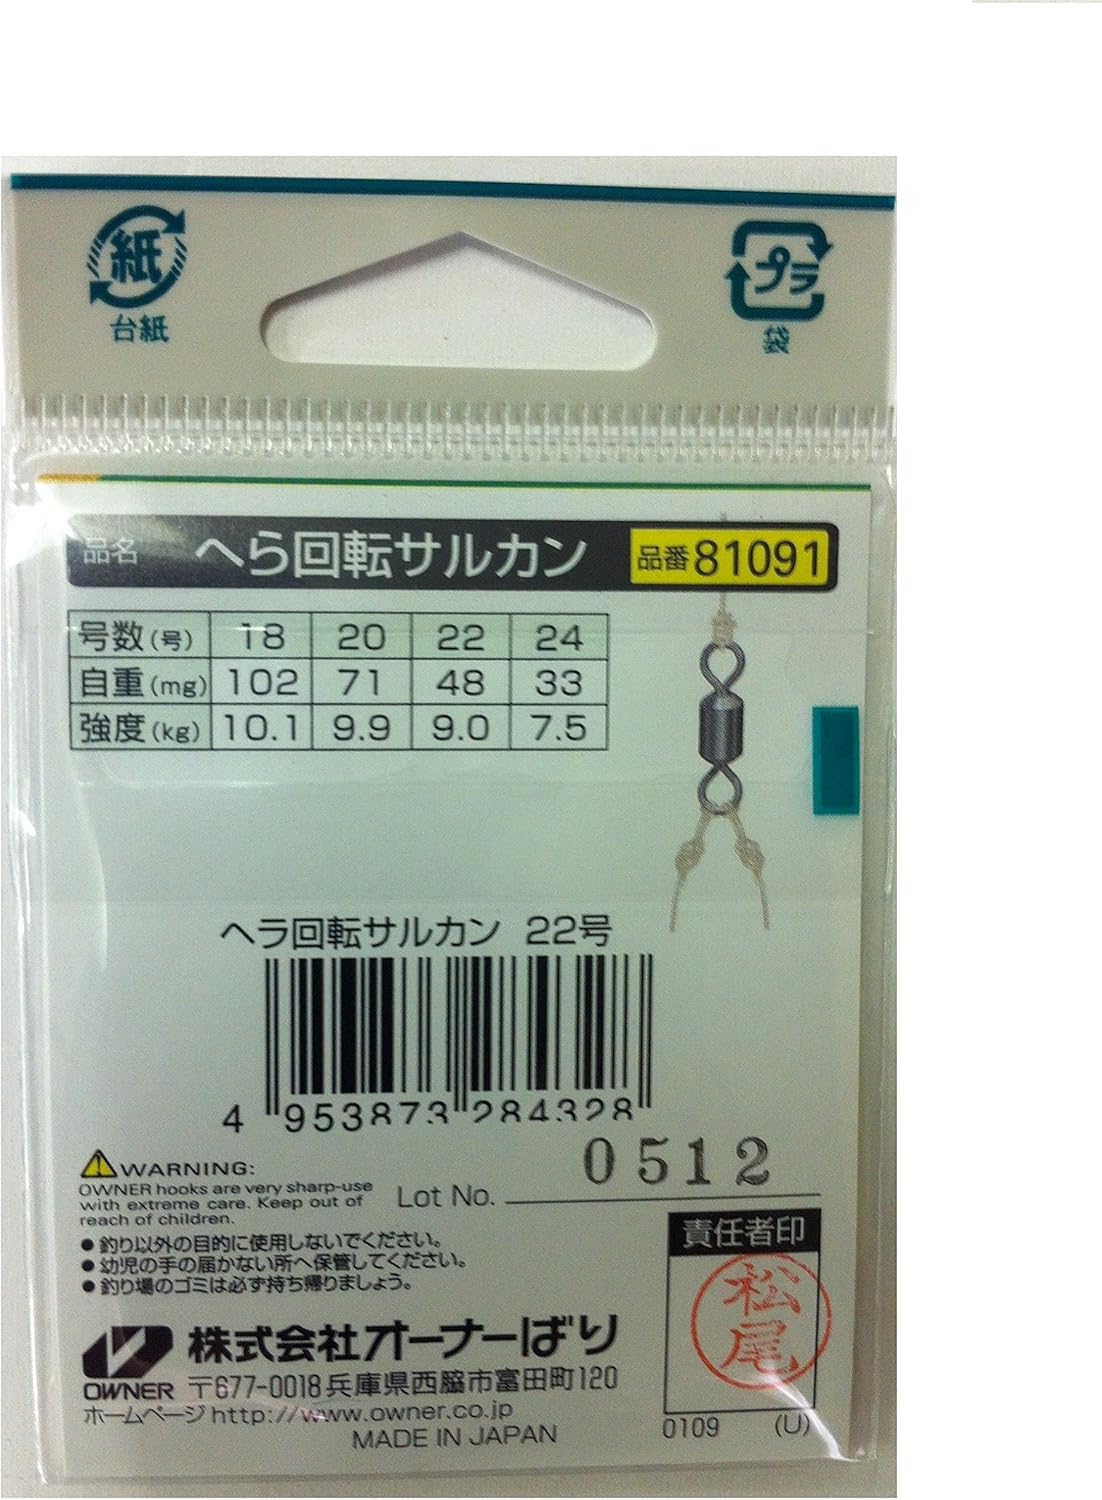 紙
台紙
プラ
袋
品名 へら回転サルカン 品番81091
号数(号) 18 20 22 24
自重(mg) 102 71 48 33
強度(kg) 10.1 9.9 9.0 7.5
ヘラ回転サルカン 22号
4 953873 284328
WARNING:
OWNER hooks are very sharp-use
with extreme care. Keep out of
reach of children.
Lot No. 0512
●釣り以外の目的に使用しないでください。
●幼児の手の届かない所へ保管してください。
●釣り場のゴミは必ず持ち帰りましょう。
責任者印
松尾
OWNER 株式会社オーナーばり
〒677-0018兵庫県西脇市富田町120
ホームページhttp://www.owner.co.jp
MADE IN JAPAN
0109 (U)